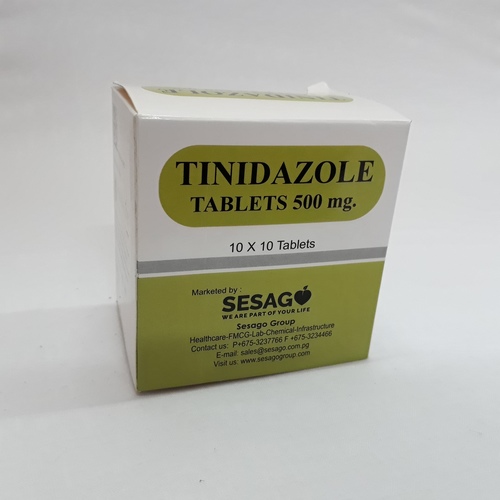 TINIDAZOLE
TINIDAZOLE
TABLETS 500 mg.
10 X 10 Tablets
Marketed by :
SESAGO
WE ARE PART OF YOUR LIFE
Sesago Group
Healthcare-FMCG-Lab-Chemical-Infrastructure
Contact us: P+675-3237766 F +675-3234466
E-mail: sales@sesago.com.pg
Visit us: www.sesagogroup.com